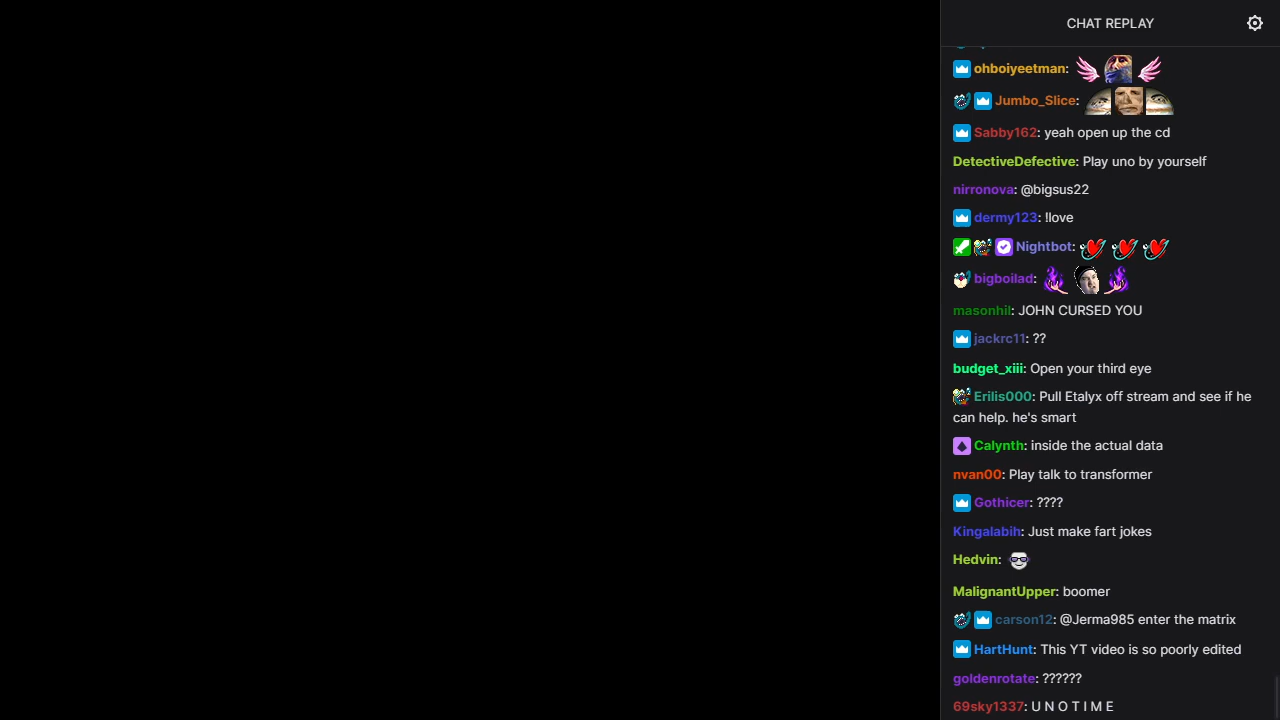 CHAT REPLAY
ohboiyeetman:
Jumbo_Slice:
Sabby162: yeah open up the cd
DetectiveDefective: Play uno by yourself
nirronova: @bigsus22
dermy123: !love
Nightbot:
bigboilad:
masonhil: JOHN CURSED YOU
jackrc11: ??
budget_xiii: Open your third eye
Erilis000: Pull Etalyx off stream and see if he
can help. he's smart
Calynth: inside the actual data
nvan00: Play talk to transformer
Gothicer: ????
Kingalabih: Just make fart jokes
Hedvin:
MalignantUpper: boomer
carson12: @Jerma985 enter the matrix
HartHunt: This YT video is so poorly edited
goldenrotate: ??????
69sky1337: U N O T I M E